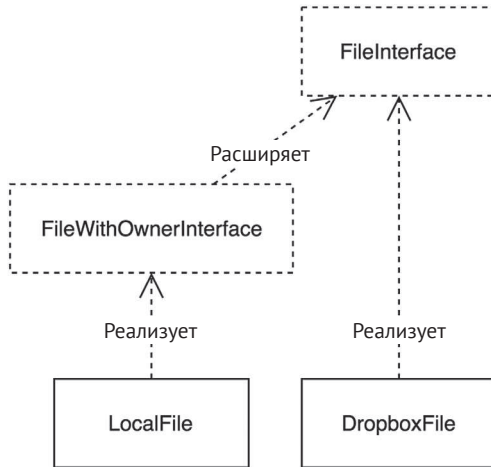 FileInterface
Расширяет
FileWithOwnerInterface
Реализует
Реализует
LocalFile
DropboxFile